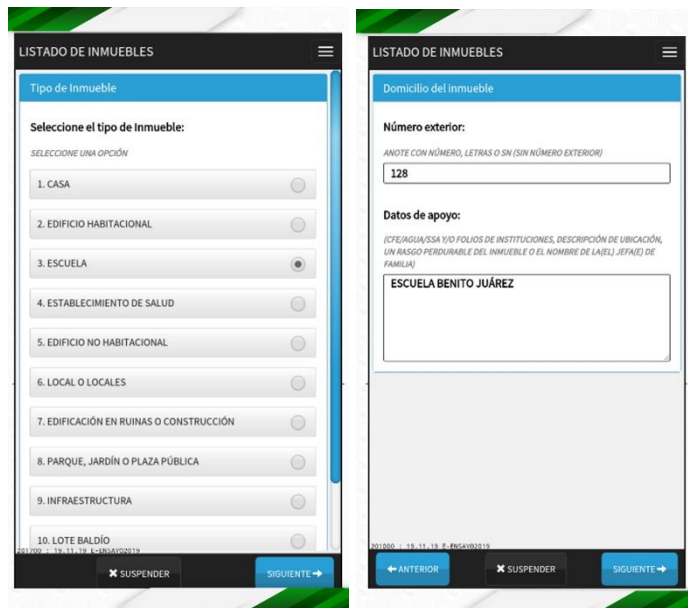 LISTADO DE INMUEBLES
Tipo de Inmueble
Seleccione el tipo de Inmueble:
SELECCIONE UNA OPCIÓN
1. CASA
2. EDIFICIO HABITACIONAL
3. ESCUELA
4. ESTABLECIMIENTO DE SALUD
5. EDIFICIO NO HABITACIONAL
6. LOCAL O LOCALES
7. EDIFICACIÓN EN RUINAS O CONSTRUCCIÓN
8. PARQUE, JARDÍN O PLAZA PÚBLICA
9. INFRAESTRUCTURA
10. LOTE BALDÍO
201700 : 19.11.19 E-ENSAYO2019
SUSPENDER
SIGUIENTE
LISTADO DE INMUEBLES
Domicilio del inmueble
Número exterior:
ANOTE CON NÚMERO, LETRAS O SN (SIN NÚMERO EXTERIOR)
128
Datos de apoyo:
(CFE/AGUA/SSA Y/O FOLIOS DE INSTITUCIONES, DESCRIPCIÓN DE UBICACIÓN,
UN RASGO PERDURABLE DEL INMUEBLE O EL NOMBRE DE LA(EL) JEFA(E) DE
FAMILIA)
ESCUELA BENITO JUÁREZ
201000 : 19.11.19 E-ENSAYO2019
ANTERIOR
SUSPENDER
SIGUIENTE